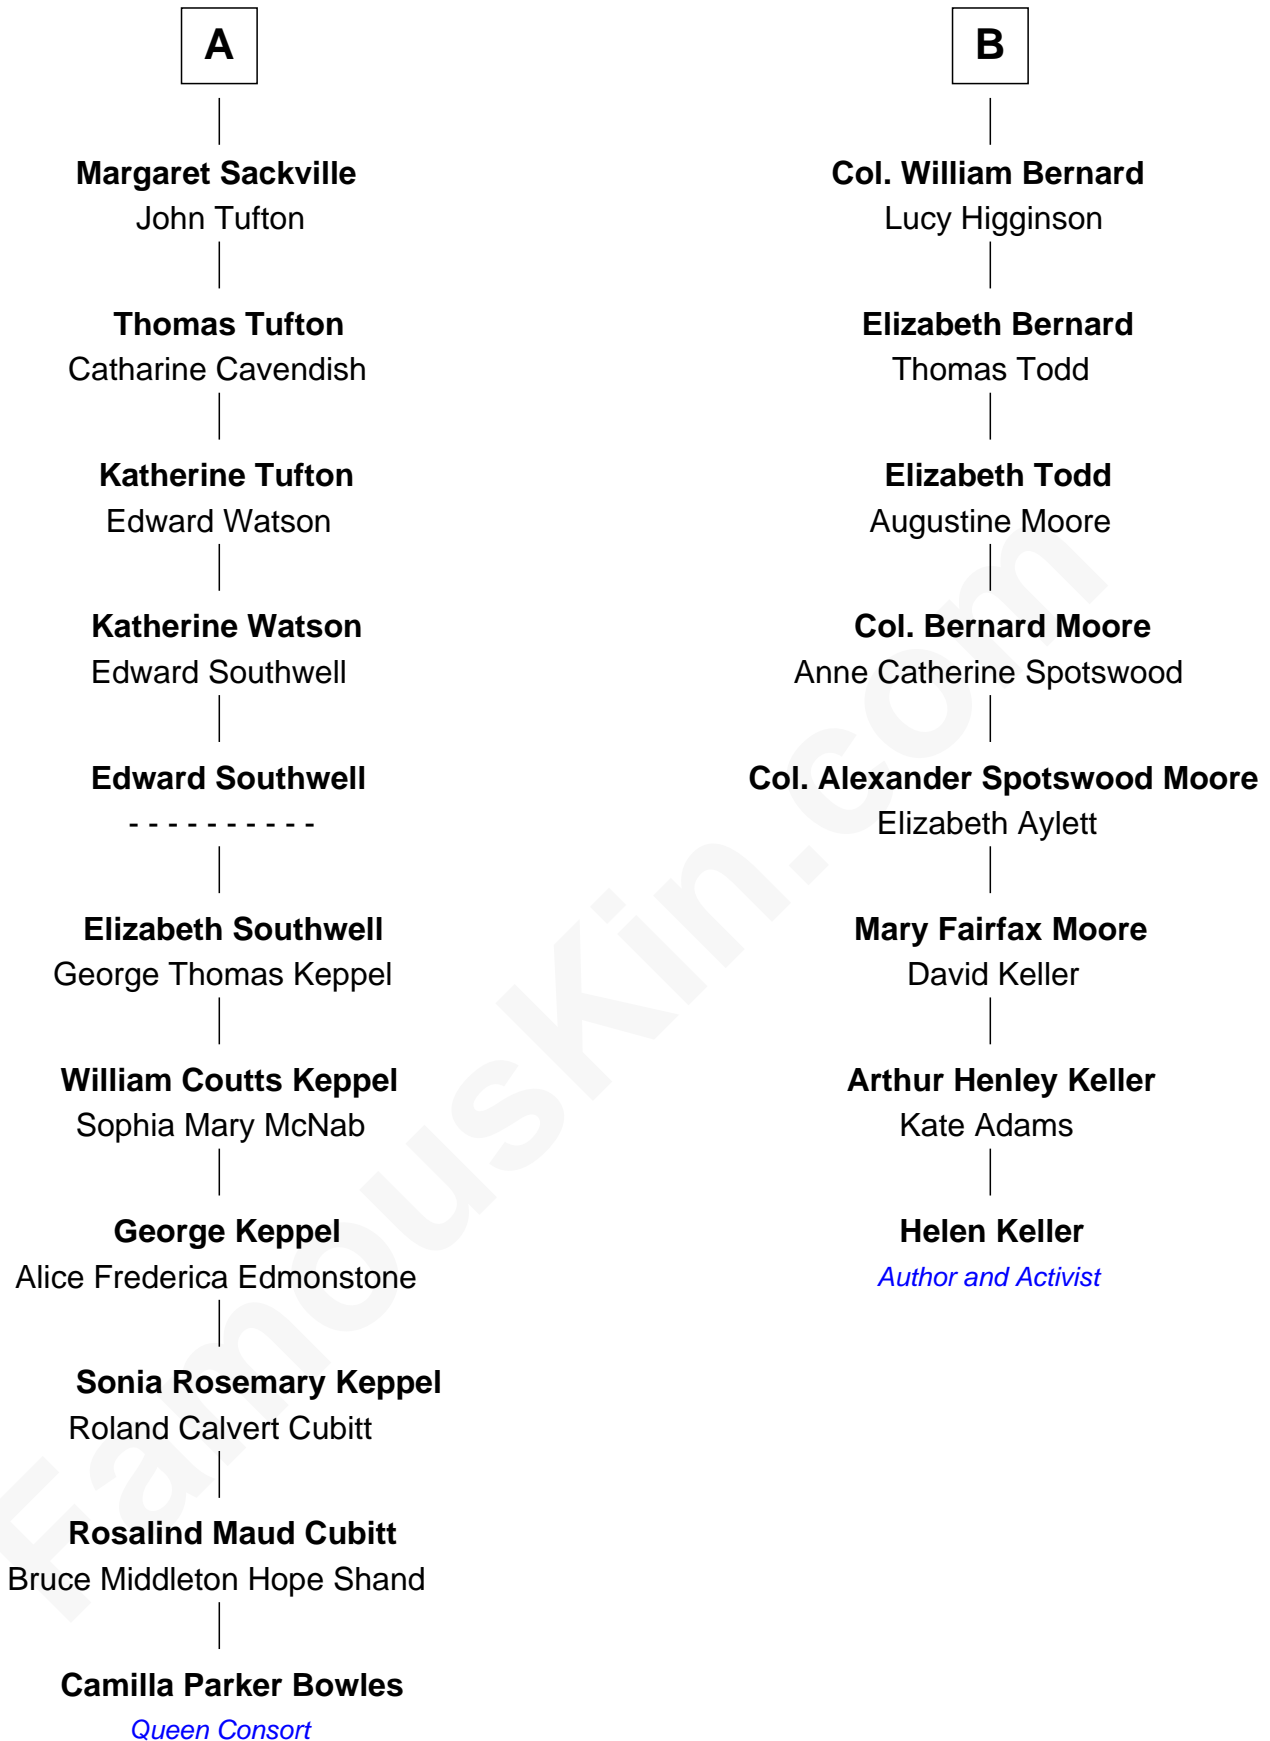 A
Margaret Sackville
John Tufton
Thomas Tufton
Catharine Cavendish
Katherine Tufton
Edward Watson
Katherine Watson
Edward Southwell
Edward Southwell
- - - - - - - - - -
Elizabeth Southwell
George Thomas Keppel
William Coutts Keppel
Sophia Mary McNab
George Keppel
Alice Frederica Edmonstone
Sonia Rosemary Keppel
Roland Calvert Cubitt
Rosalind Maud Cubitt
Bruce Middleton Hope Shand
Camilla Parker Bowles
Queen Consort
B
Col. William Bernard
Lucy Higginson
Elizabeth Bernard
Thomas Todd
Elizabeth Todd
Augustine Moore
Col. Bernard Moore
Anne Catherine Spotswood
Col. Alexander Spotswood Moore
Elizabeth Aylett
Mary Fairfax Moore
David Keller
Arthur Henley Keller
Kate Adams
Helen Keller
Author and Activist
FamousKin.com